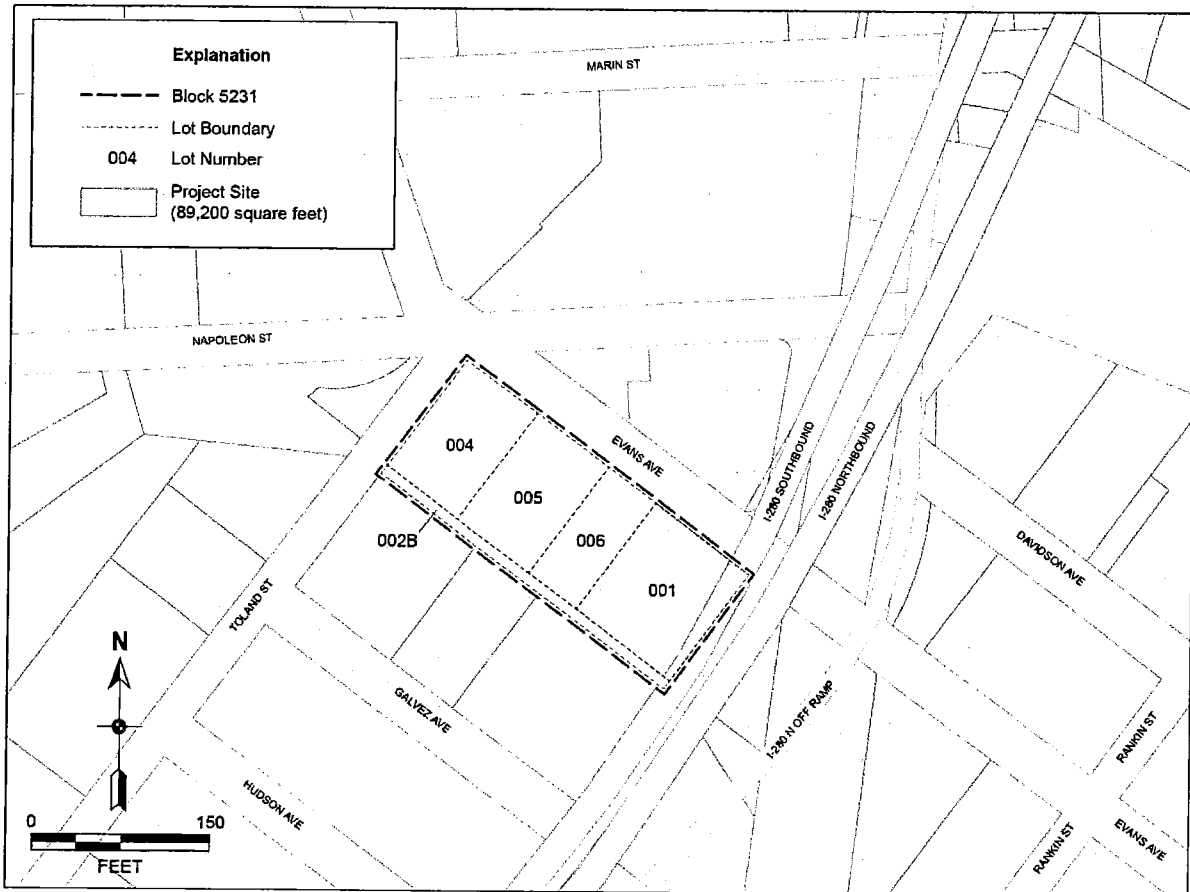 Explanation
Block 5231
Lot Boundary
004 Lot Number
Project Site
(89,200 square feet)
MARIN ST
NAPOLEON ST
004
EVANS AVE
005
I-280 SOUTHBOUND
I-280 NORTHBOUND
002B
006
DAVIDSON AVE
001
TOLAND ST
N
GALVEZ AVE
I-280 N OFF RAMP
RANKIN ST
HUDSON AVE
0 150
FEET
RANKIN ST
EVANS AVE